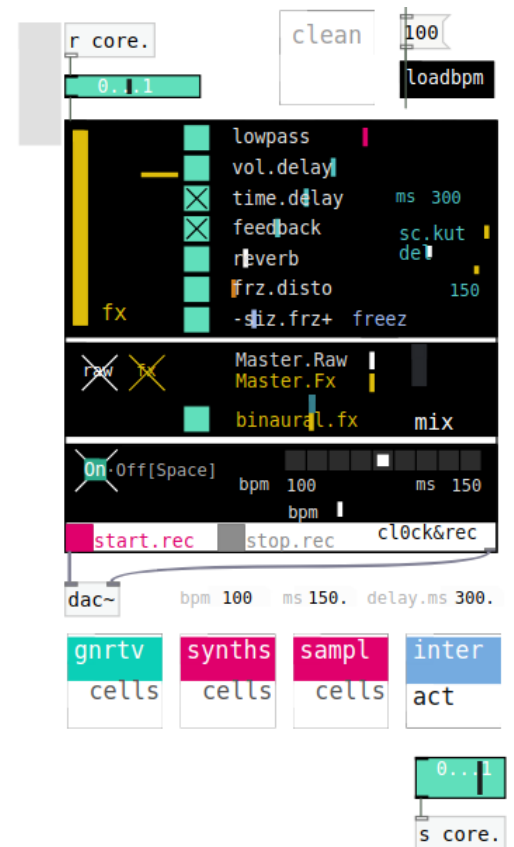 r core.
clean
100
0...1
loadbpm
lowpass
vol.delay
time.delay
ms 300
feedback
sc.kut
reverb
del
frz.disto
150
fx
-siz.frz+ freez
raw fx
Master.Raw
Master.Fx
binaural.fx
mix
On·Off[Space]
bpm 100
ms 150
bpm
start.rec
stop.rec
cl0ck&rec
dac~
bpm 100
ms 150.
delay.ms 300.
gnrtv
cells
synths
cells
sampl
cells
inter
act
0...1
s core.